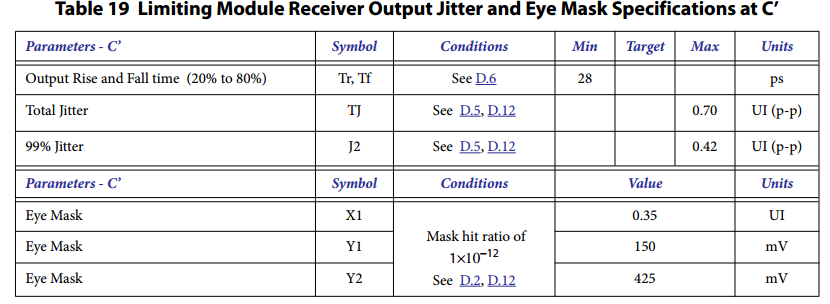 Table 19 Limiting Module Receiver Output Jitter and Eye Mask Specifications at C’
Parameters - C’ Symbol Conditions Min Target Max Units
Output Rise and Fall time (20% to 80%) Tr, Tf See D.6 28 ps
Total Jitter TJ See D.5, D.12 0.70 UI (p-p)
99% Jitter J2 See D.5, D.12 0.42 UI (p-p)
Parameters - C’ Symbol Conditions Value Units
Eye Mask X1 0.35 UI
Eye Mask Y1 150 mV
Eye Mask Y2 425 mV
Mask hit ratio of
1×10⁻¹²
See D.2, D.12